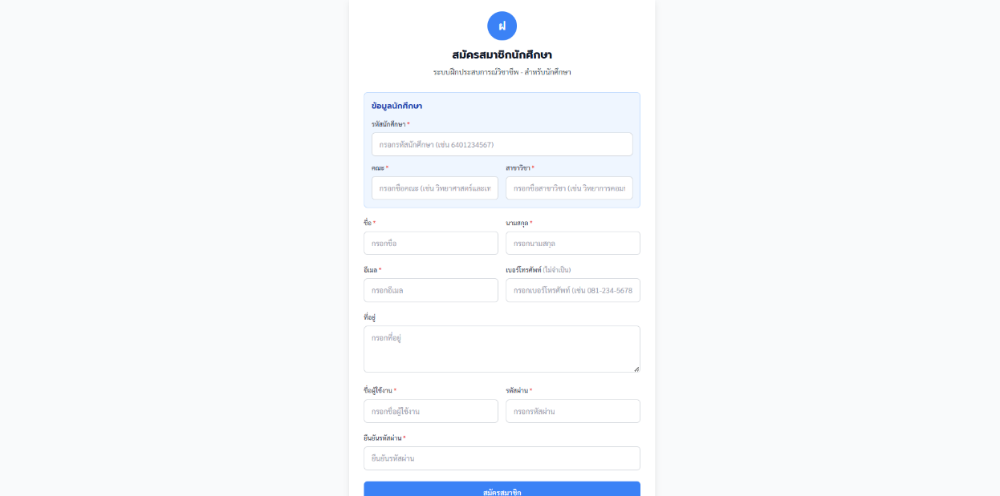 ฝ
สมัครสมาชิกนักศึกษา
ระบบฝึกประสบการณ์วิชาชีพ - สำหรับนักศึกษา
ข้อมูลนักศึกษา
รหัสนักศึกษา *
กรอกรหัสนักศึกษา (เช่น 6401234567)
คณะ * สาขาวิชา *
กรอกชื่อคณะ (เช่น วิทยาศาสตร์และเท กรอกชื่อสาขาวิชา (เช่น วิทยาการคอม
ชื่อ * นามสกุล *
กรอกชื่อ กรอกนามสกุล
อีเมล * เบอร์โทรศัพท์ (ไม่จำเป็น)
กรอกอีเมล กรอกเบอร์โทรศัพท์ (เช่น 081-234-5678
ที่อยู่
กรอกที่อยู่
ชื่อผู้ใช้งาน * รหัสผ่าน *
กรอกชื่อผู้ใช้งาน กรอกรหัสผ่าน
ยืนยันรหัสผ่าน *
ยืนยันรหัสผ่าน
สมัครสมาชิก